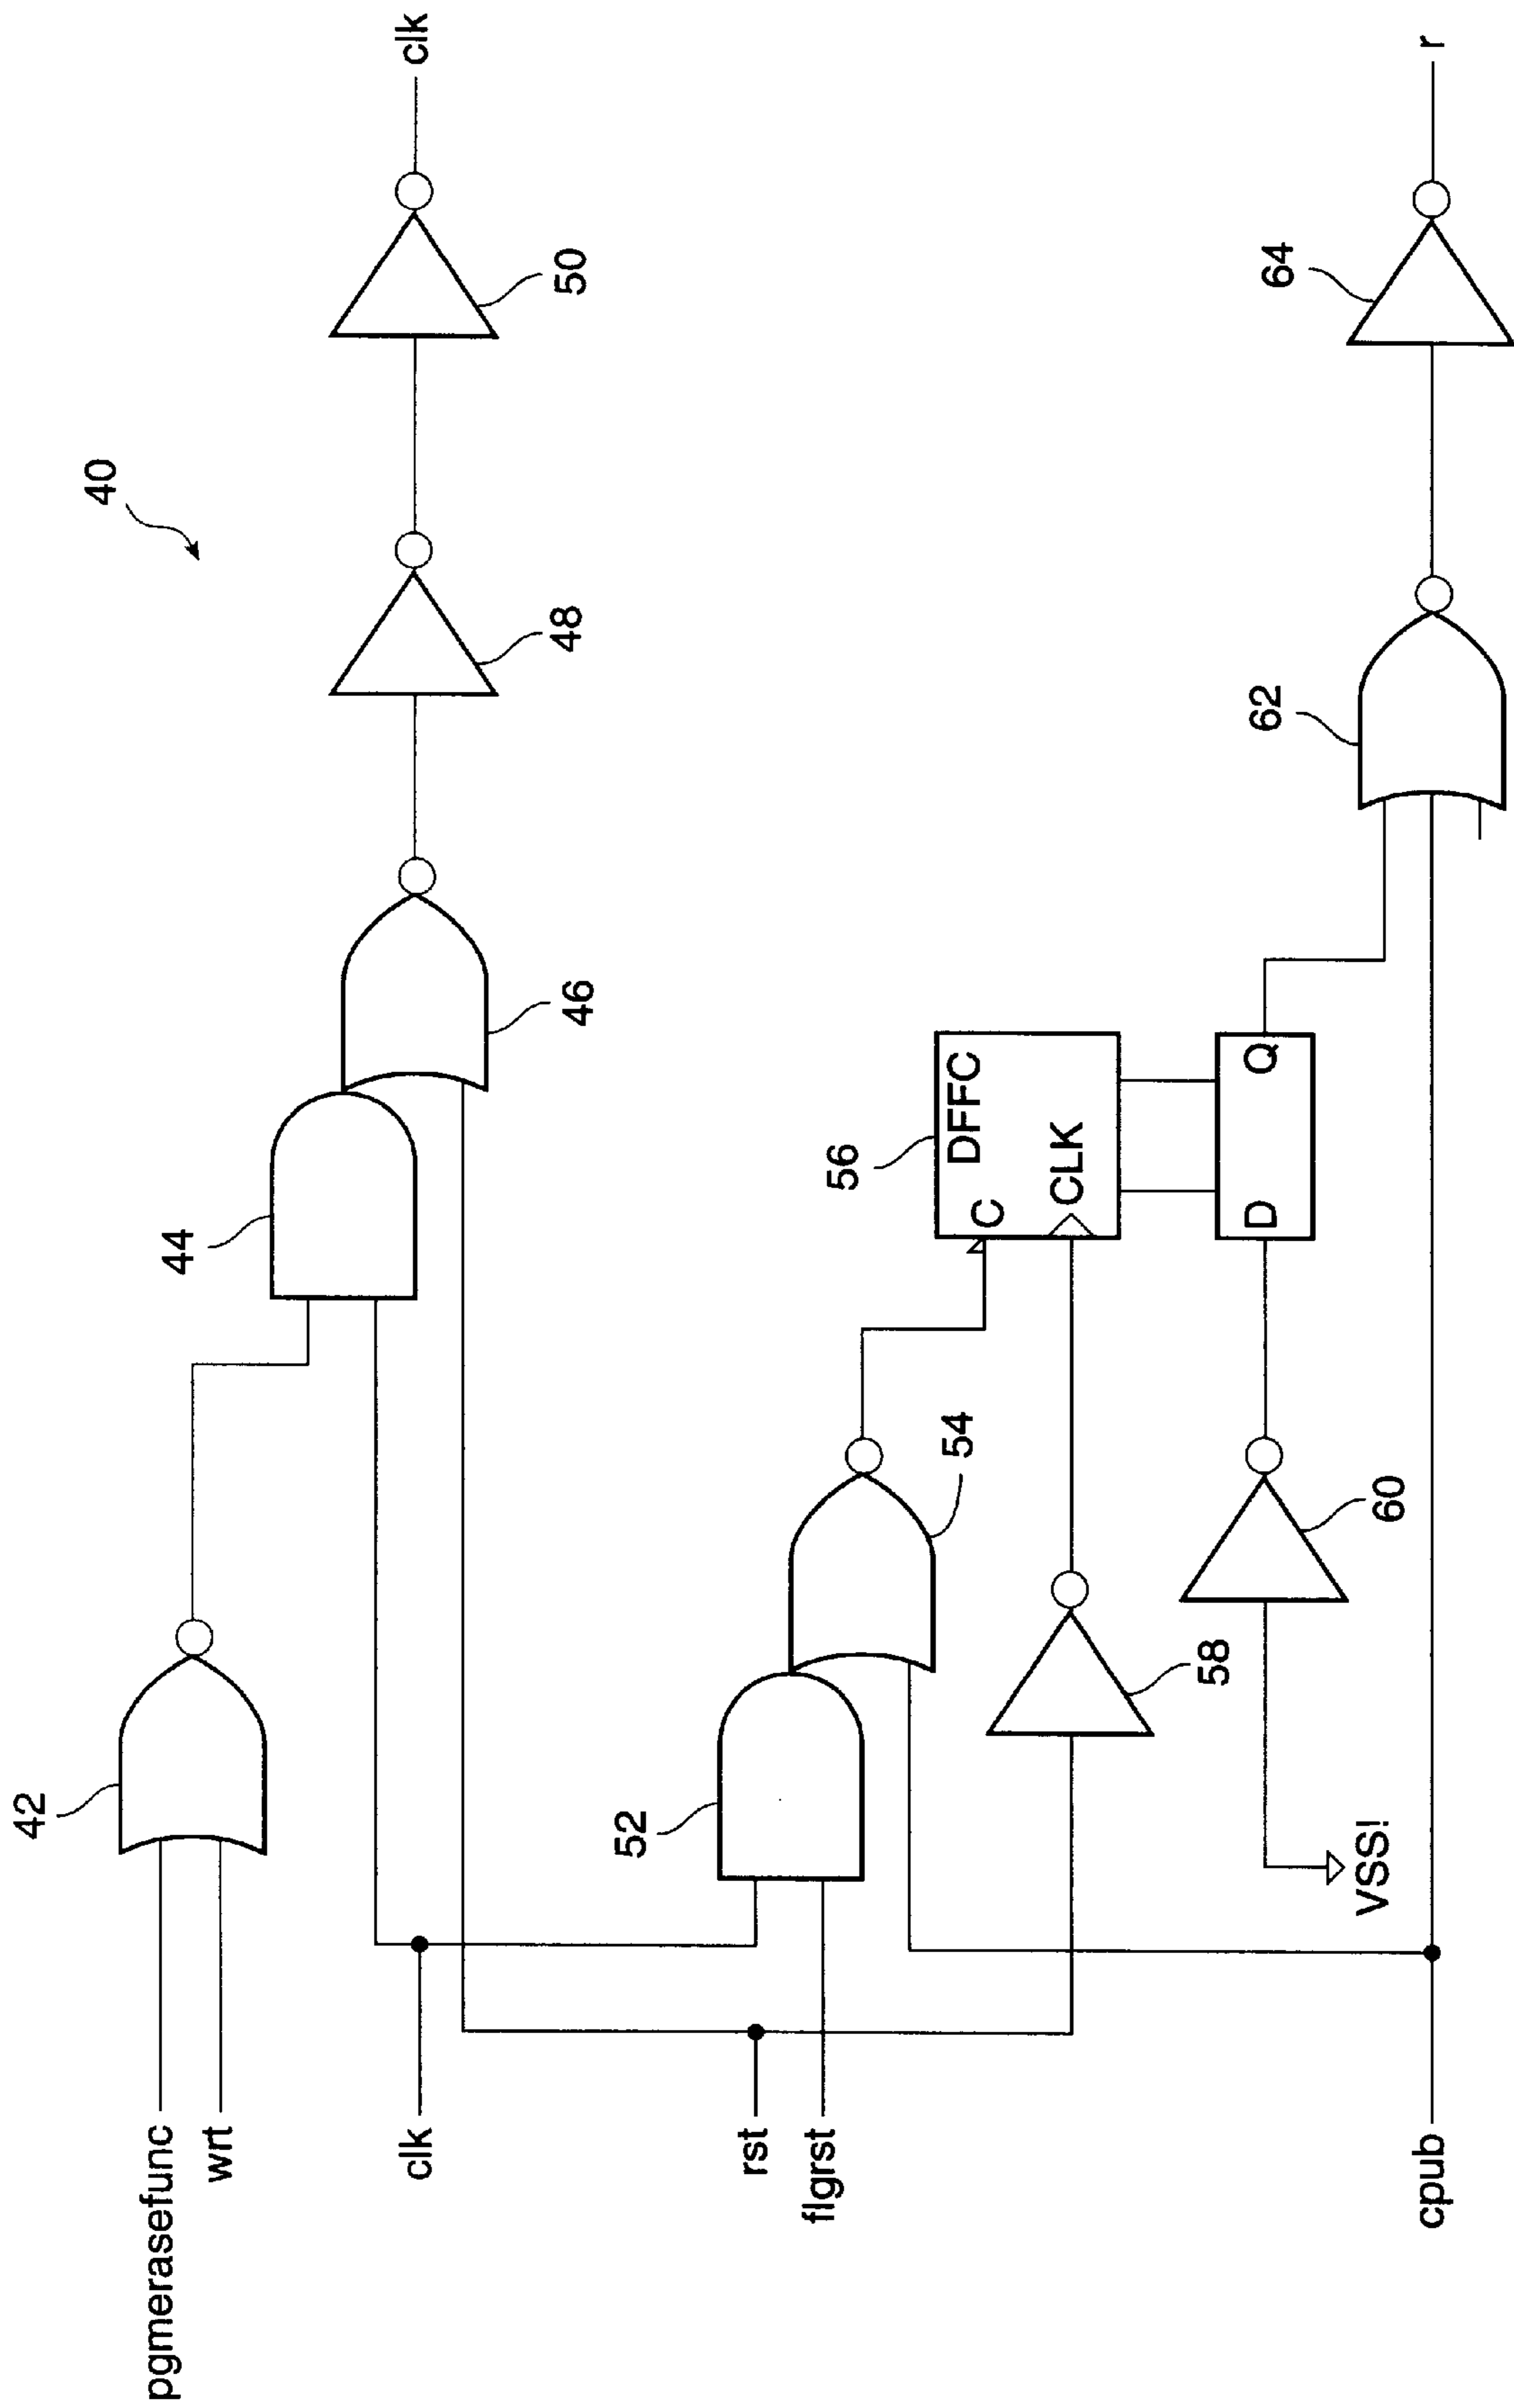 40
pgmerasefunc
wrt
42
clk
44
46
48
50
clk
rst
flgrst
52
54
56
DFFC
C
CLK
58
D
Q
60
VSS!
cpub
62
64
r